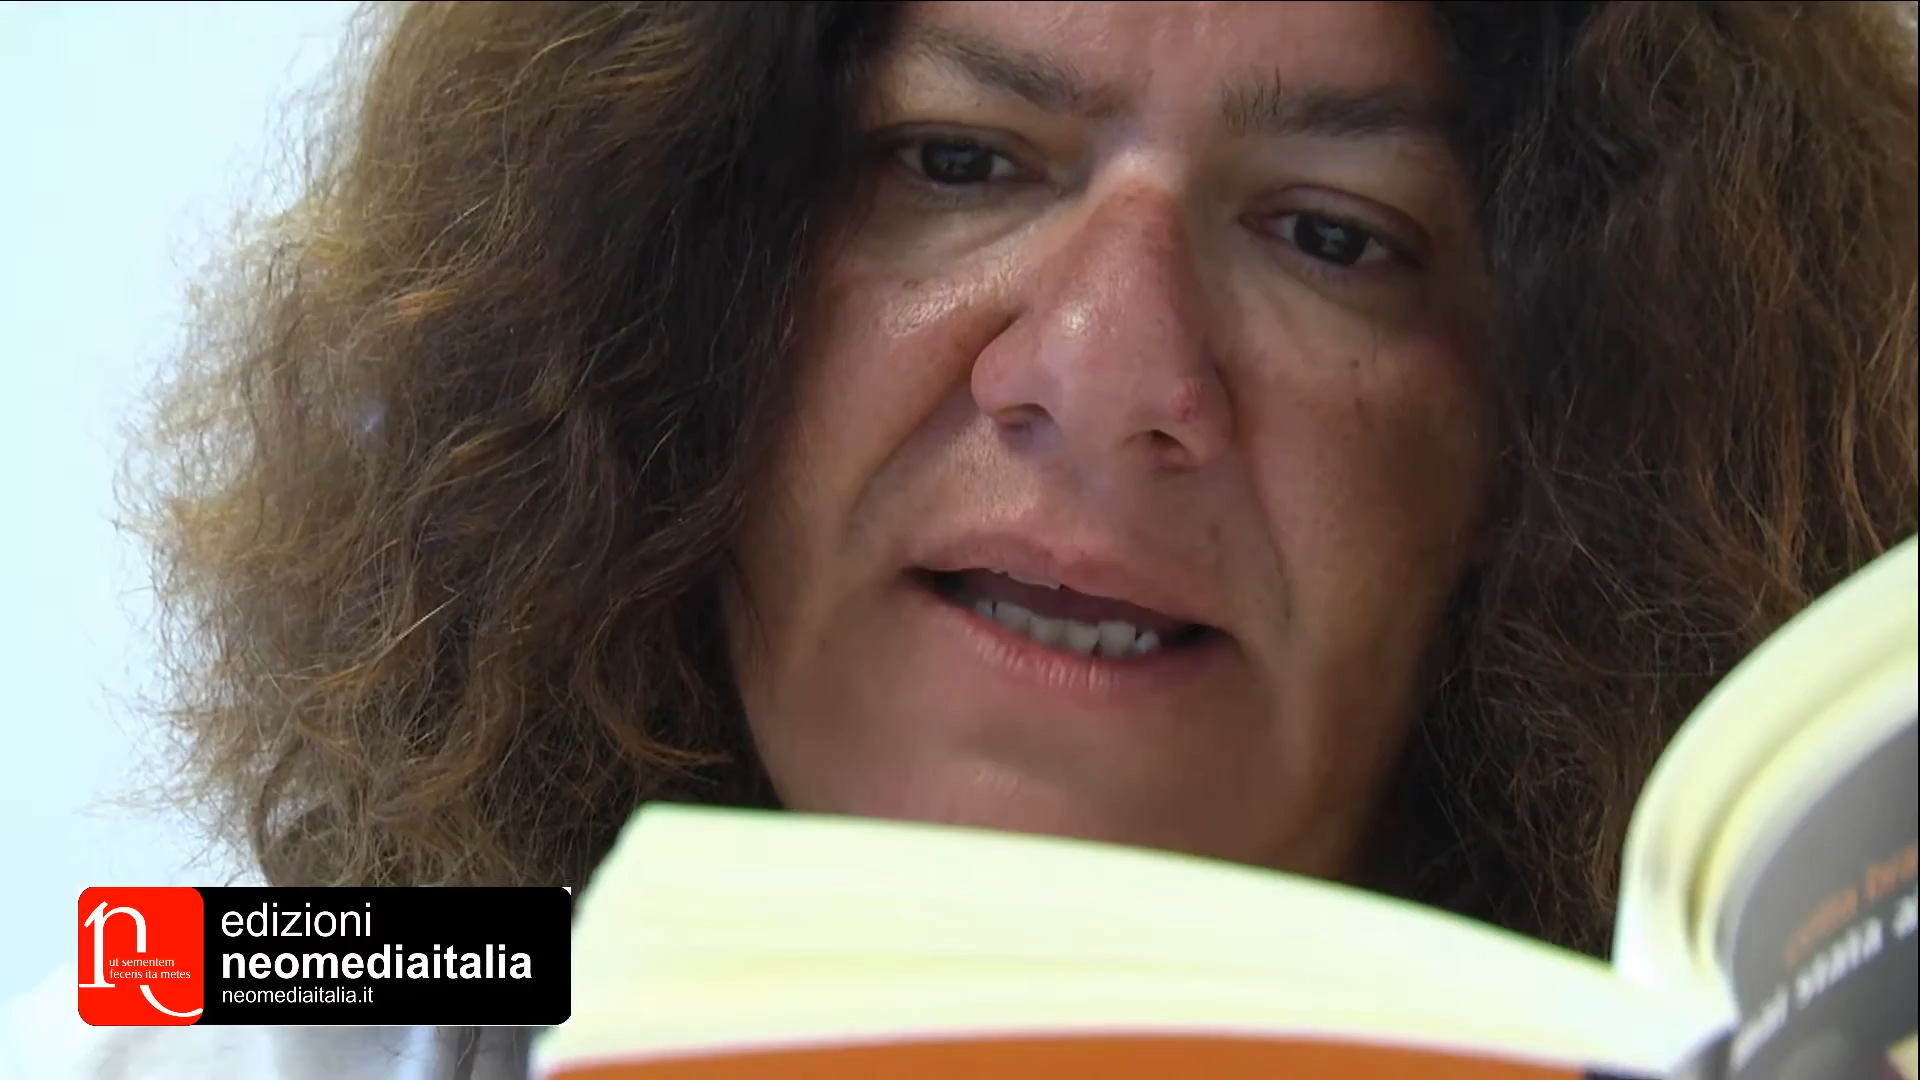 edizioni
neomediaitalia
neomediaitalia.it
ut sementem
feceris ita metes